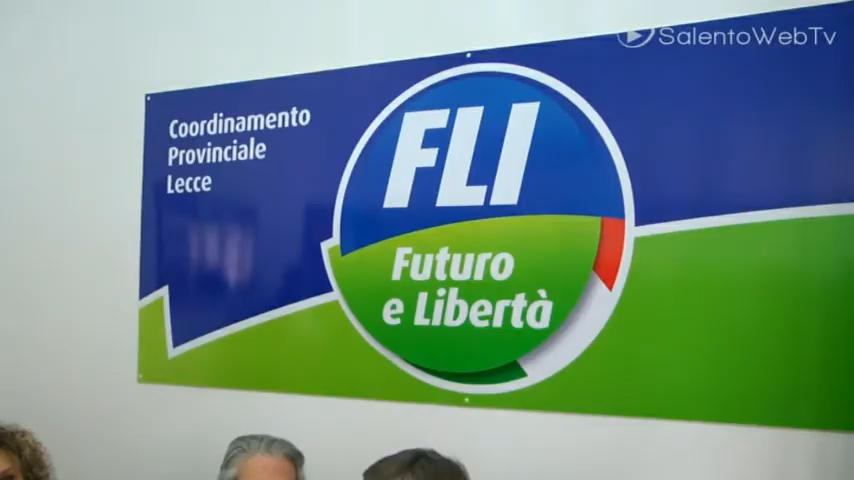 SalentoWebTv
Coordinamento
Provinciale
Lecce
FLI
Futuro
e Libertà